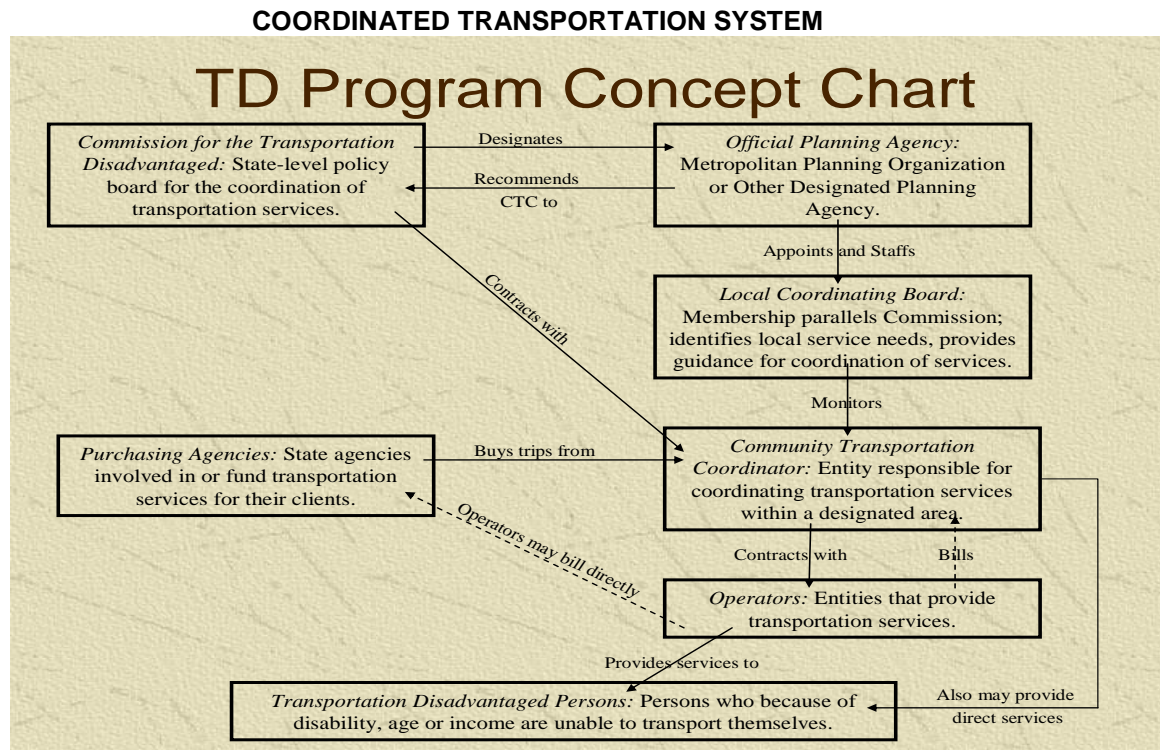 COORDINATED TRANSPORTATION SYSTEM
TD Program Concept Chart
Commission for the Transportation
Disadvantaged: State-level policy
board for the coordination of
transportation services.
Designates
Recommends
CTC to
Official Planning Agency:
Metropolitan Planning Organization
or Other Designated Planning
Agency.
Appoints and Staffs
Contracts with
Local Coordinating Board:
Membership parallels Commission;
identifies local service needs, provides
guidance for coordination of services.
Monitors
Purchasing Agencies: State agencies
involved in or fund transportation
services for their clients.
Buys trips from
Community Transportation
Coordinator: Entity responsible for
coordinating transportation services
within a designated area.
Operators may bill directly
Contracts with
Bills
Operators: Entities that provide
transportation services.
Provides services to
Transportation Disadvantaged Persons: Persons who because of
disability, age or income are unable to transport themselves.
Also may provide
direct services